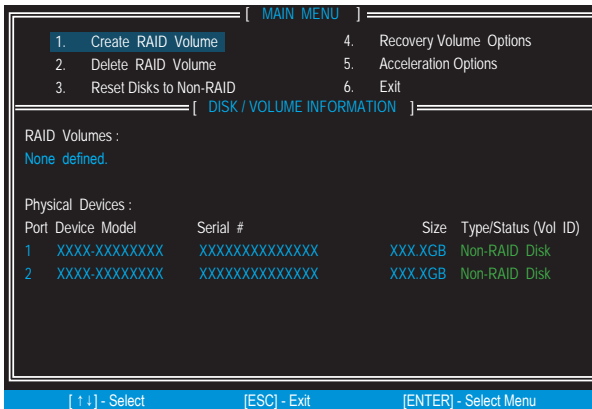 [ MAIN MENU ]
1. Create RAID Volume 4. Recovery Volume Options
2. Delete RAID Volume 5. Acceleration Options
3. Reset Disks to Non-RAID 6. Exit
[ DISK / VOLUME INFORMATION ]
RAID Volumes :
None defined.
Physical Devices :
Port Device Model Serial # Size Type/Status (Vol ID)
1 XXXX-XXXXXXXX XXXXXXXXXXXXXX XXX.XGB Non-RAID Disk
2 XXXX-XXXXXXXX XXXXXXXXXXXXXX XXX.XGB Non-RAID Disk
[ ↑↓] - Select [ESC] - Exit [ENTER] - Select Menu